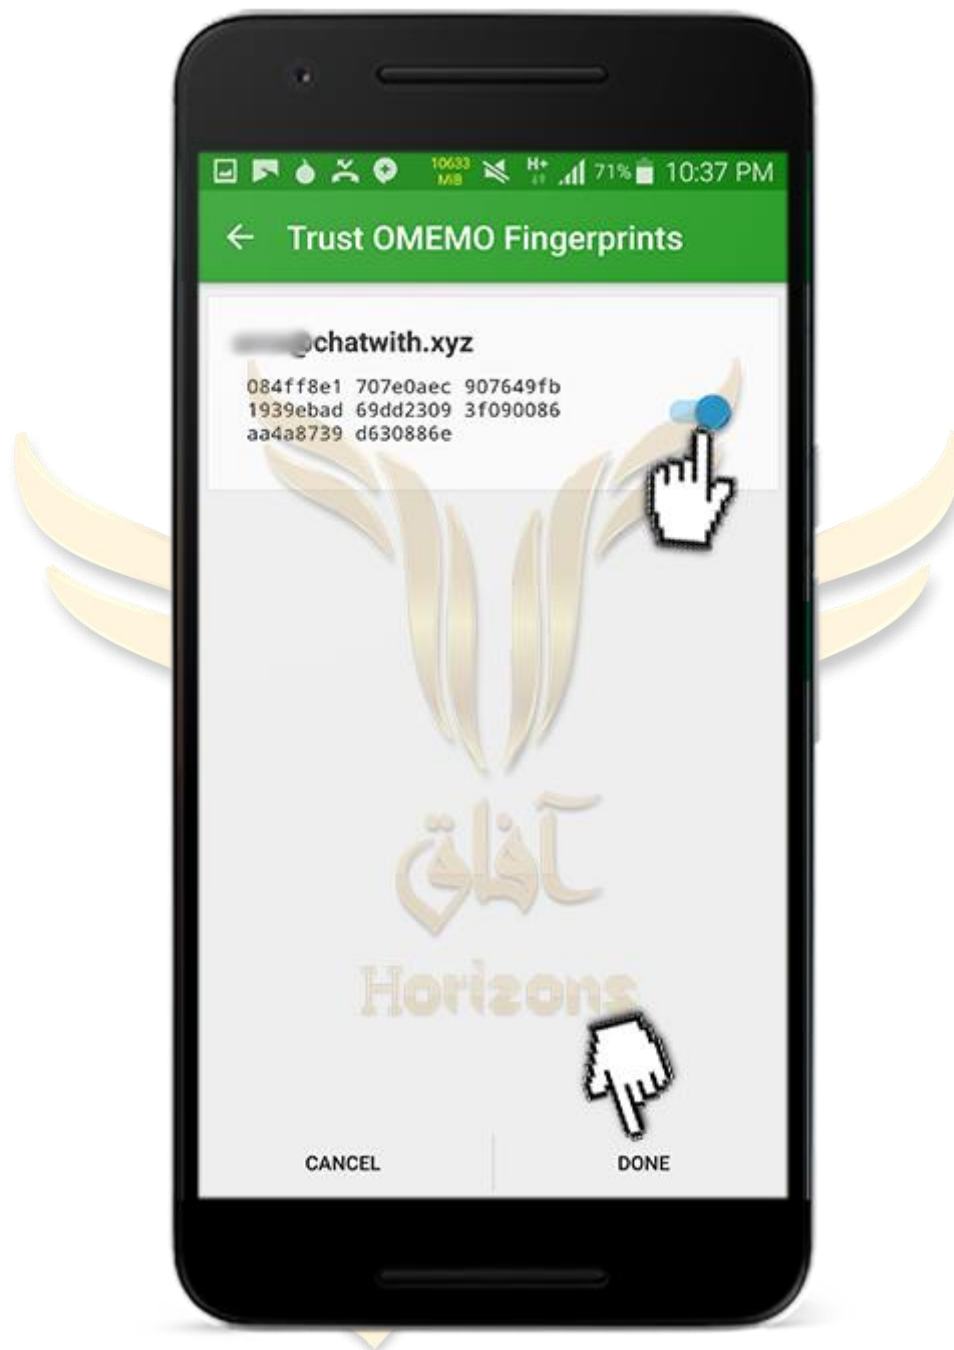 10633
MiB
H+
71%
10:37 PM
Trust OMEMO Fingerprints
@chatwith.xyz
084ff8e1 707e0aec 907649fb
1939ebad 69dd2309 3f090086
aa4a8739 d630886e
آفاق
Horizons
CANCEL
DONE